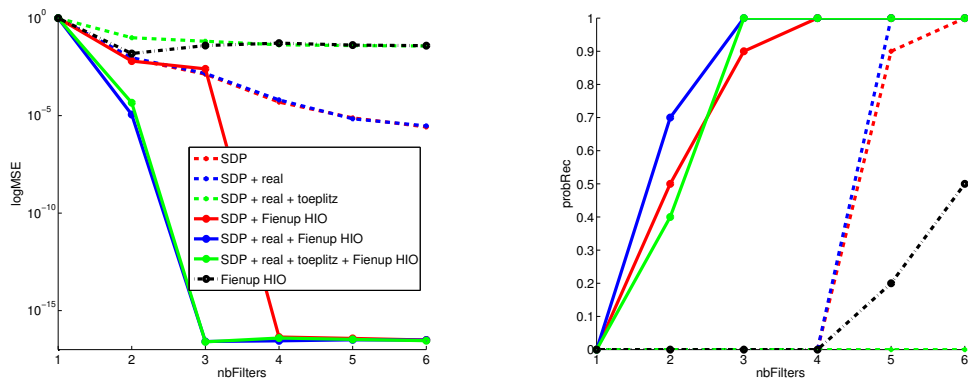 10^0
10^-5
10^-10
10^-15
logMSE
SDP
SDP + real
SDP + real + toeplitz
SDP + Fienup HIO
SDP + real + Fienup HIO
SDP + real + toeplitz + Fienup HIO
Fienup HIO
1 2 3 4 5 6
nbFilters
1
0.9
0.8
0.7
0.6
0.5
0.4
0.3
0.2
0.1
0
probRec
1 2 3 4 5 6
nbFilters